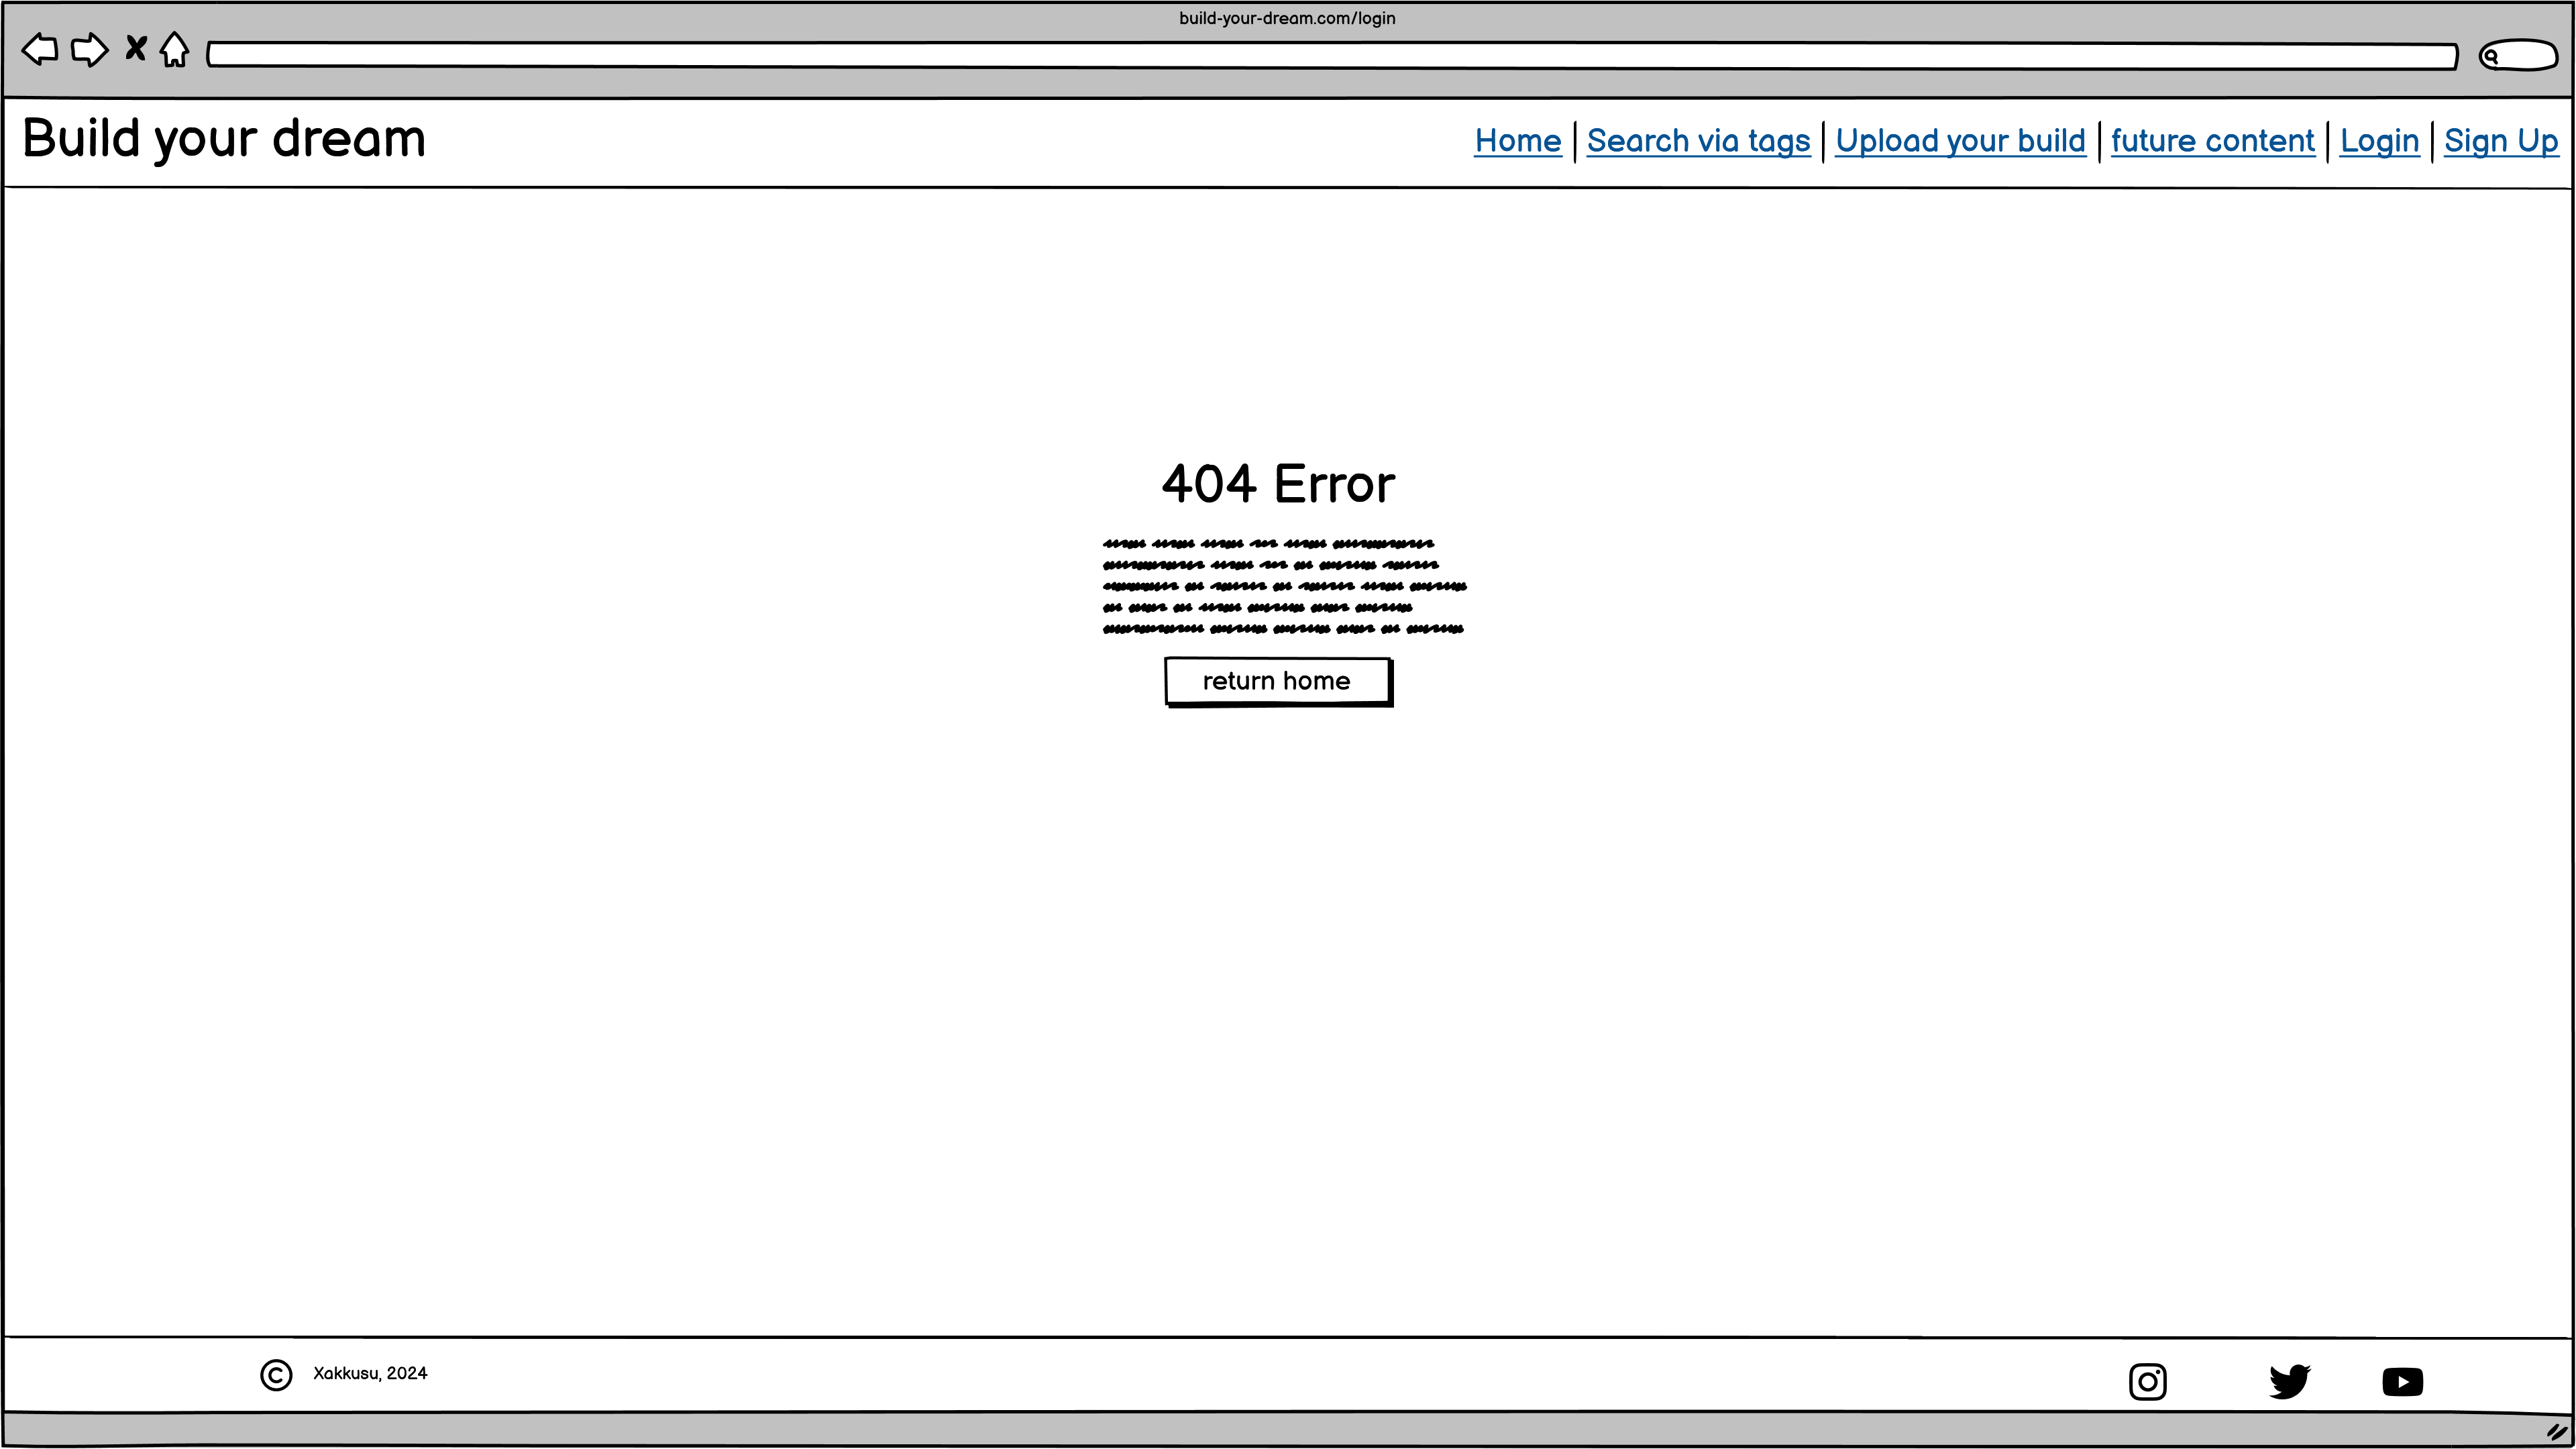 build-your-dream.com/login
Build your dream
Home | Search via tags | Upload your build | future content | Login | Sign Up
404 Error
return home
© Xakkusu, 2024